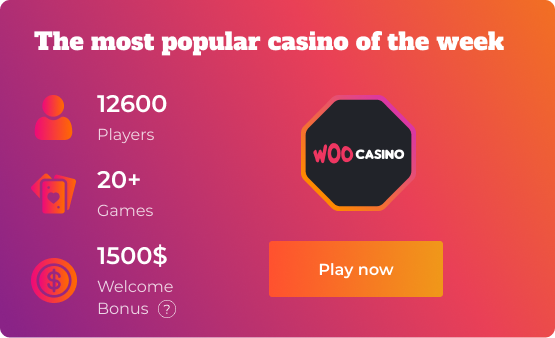 The most popular casino of the week
12600
Players
20+
Games
1500$
Welcome
Bonus ?
WOO CASINO
Play now